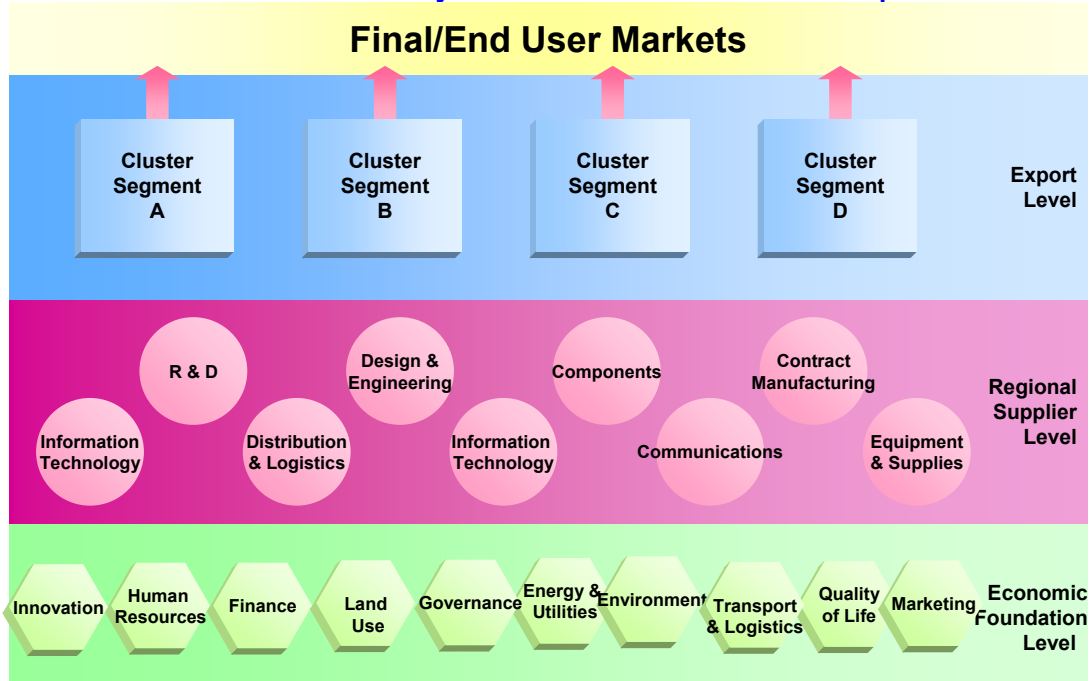 Final/End User Markets
Cluster
Segment
A
Cluster
Segment
B
Cluster
Segment
C
Cluster
Segment
D
Export
Level
R & D
Design &
Engineering
Components
Contract
Manufacturing
Information
Technology
Distribution
& Logistics
Information
Technology
Communications
Equipment
& Supplies
Regional
Supplier
Level
Innovation
Human
Resources
Finance
Land
Use
Governance
Energy &
Utilities
Environment
Transport
& Logistics
Quality
of Life
Marketing
Economic
Foundation
Level